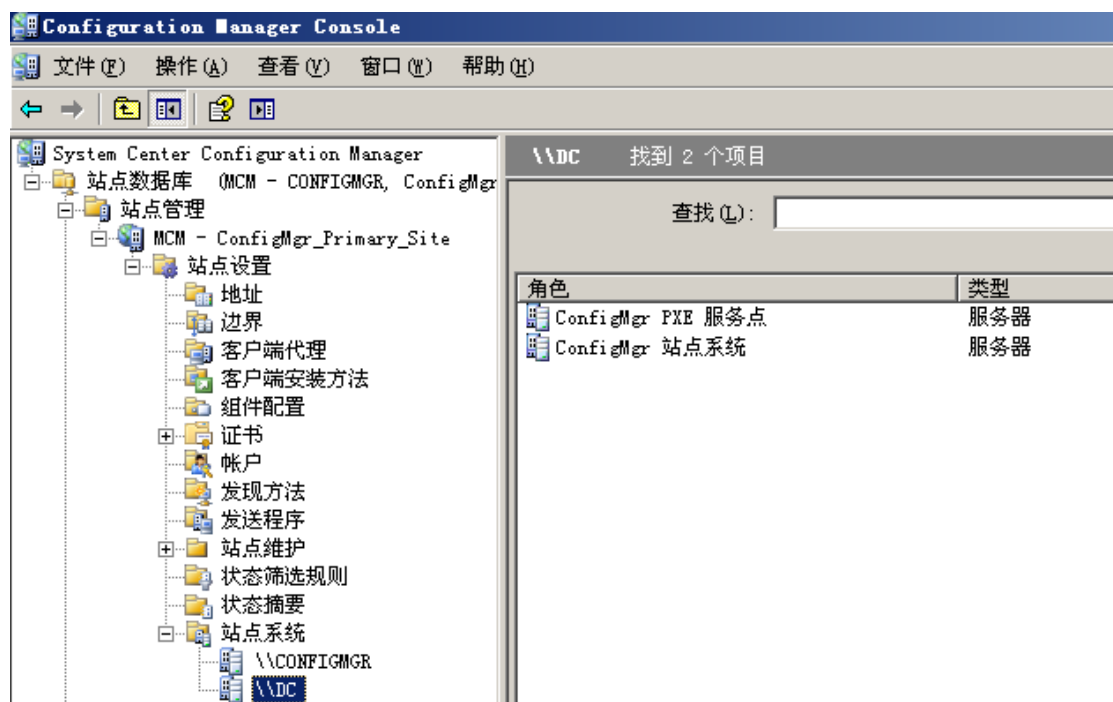 Configuration Manager Console
文件(F) 操作(A) 查看(V) 窗口(W) 帮助(H)
System Center Configuration Manager
站点数据库 (MCM - CONFIGMGR, ConfigMgr
站点管理
MCM - ConfigMgr_Primary_Site
站点设置
地址
边界
客户端代理
客户端安装方法
组件配置
证书
帐户
发现方法
发送程序
站点维护
状态筛选规则
状态摘要
站点系统
\\CONFIGMGR
\\DC
\\DC 找到 2 个项目
查找(L):
角色 类型
ConfigMgr PXE 服务点 服务器
ConfigMgr 站点系统 服务器